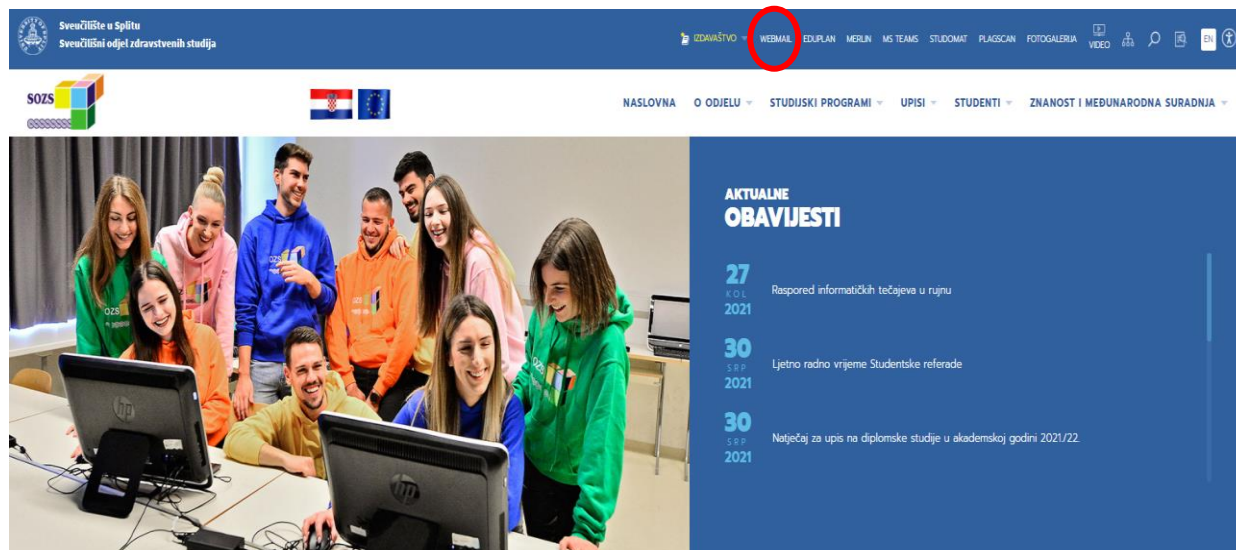 Sveučilište u Splitu
Sveučilišni odjel zdravstvenih studija
IZDAVAŠTVO WEBMAIL EDUPLAN MERLIN MS TEAMS STUDOMAT PLAGSCAN FOTOGALERIJA VIDEO EN
SOZS
NASLOVNA O ODJELU STUDIJSKI PROGRAMI UPISI STUDENTI ZNANOST I MEĐUNARODNA SURADNJA
AKTUALNE
OBAVIJESTI
27
KOL
2021
Raspored informatičkih tečajeva u rujnu
30
SRP
2021
Ljetno radno vrijeme Studentske referade
30
SRP
2021
Natječaj za upis na diplomske studije u akademskoj godini 2021./22.
hp
hp